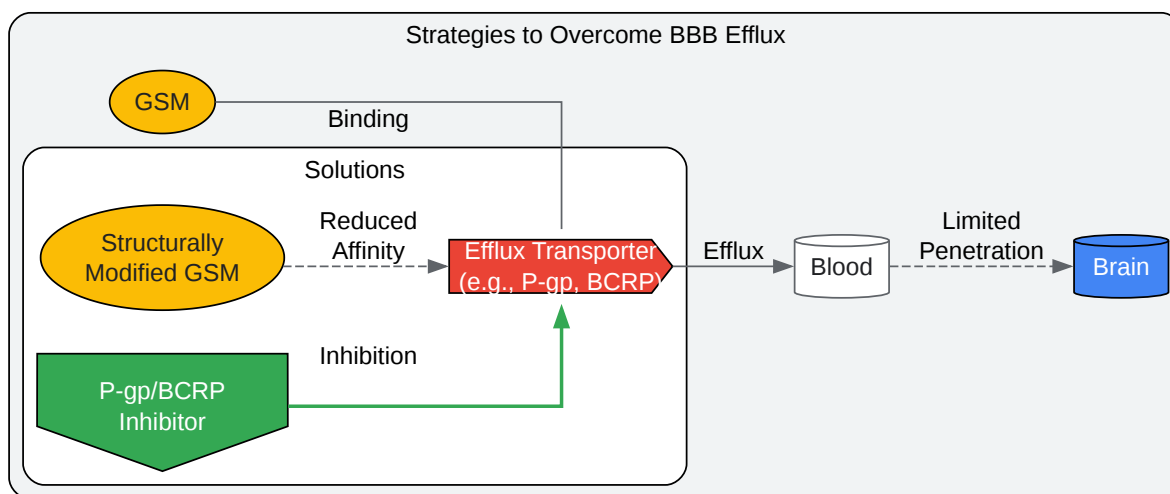 Strategies to Overcome BBB Efflux
GSM
Binding
Solutions
Structurally
Modified GSM
Reduced
Affinity
Efflux Transporter
(e.g., P-gp, BCRP)
Efflux
Blood
Limited
Penetration
Brain
Inhibition
P-gp/BCRP
Inhibitor